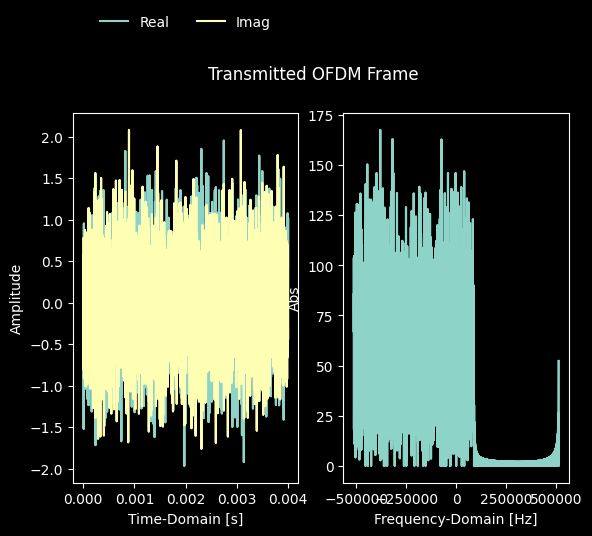 Real Imag
Transmitted OFDM Frame
2.0
1.5
1.0
0.5
0.0
−0.5
−1.0
−1.5
−2.0
Amplitude
0.000 0.001 0.002 0.003 0.004
Time-Domain [s]
175
150
125
100
75
50
25
0
Abs
−500000 −250000 0 250000 500000
Frequency-Domain [Hz]